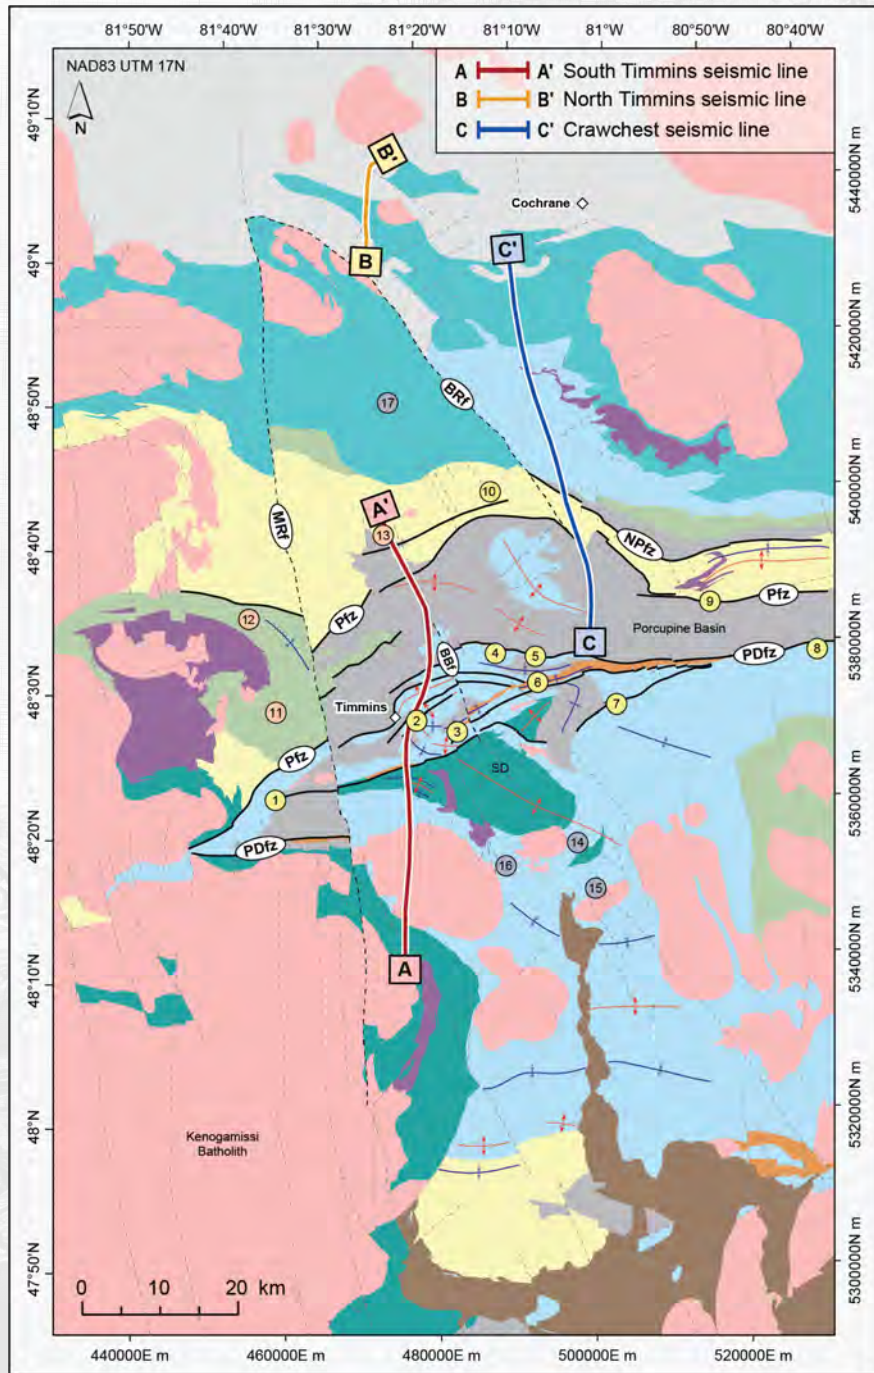 81°50'W 81°40'W 81°30'W 81°20'W 81°10'W 81°W 80°50'W 80°40'W
NAD83 UTM 17N
N
A A' South Timmins seismic line
B B' North Timmins seismic line
C C' Crawchest seismic line
49°10'N
5440000N m
B'
Cochrane
B
C'
49°N
5420000N m
48°50'N
17
BRf
5400000N m
A'
10
13
MRf
NPfz
48°40'N
9
Pfz
12
Pfz
Porcupine Basin
C
5380000N m
BBf
4
5
PDfz
8
6
48°30'N
11
Timmins
2
3
7
Pfz
SD
1
5360000N m
48°20'N
PDfz
14
16
15
A
48°10'N
5340000N m
48°N
5320000N m
Kenogamissi
Batholith
47°50'N
5300000N m
0 10 20 km
440000E m 460000E m 480000E m 500000E m 520000E m